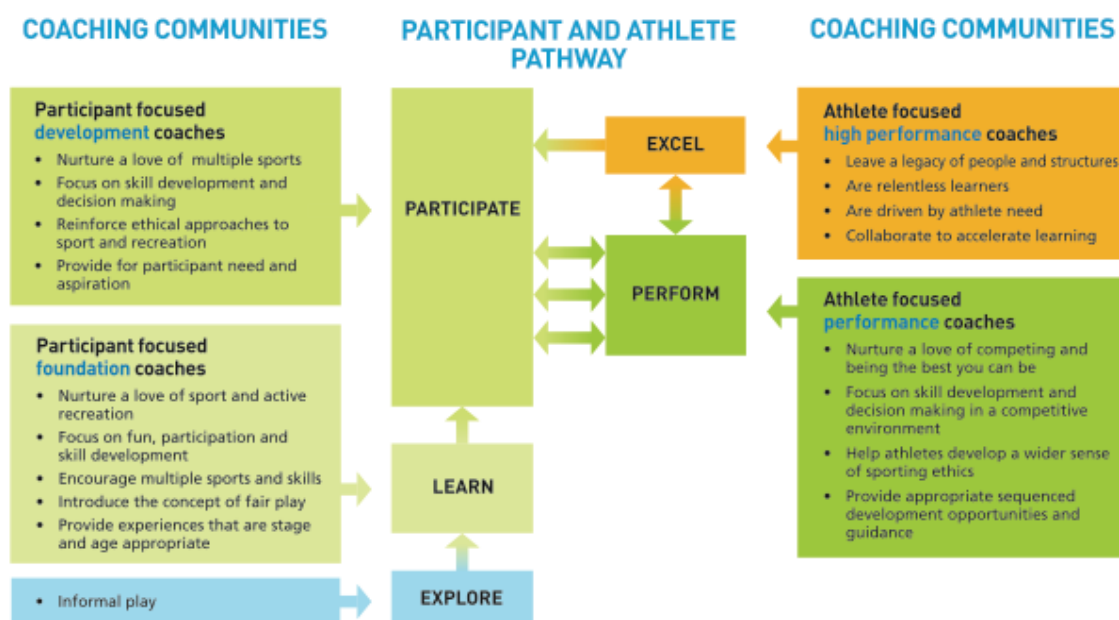 COACHING COMMUNITIES
Participant focused
development coaches
• Nurture a love of multiple sports
• Focus on skill development and
decision making
• Reinforce ethical approaches to
sport and recreation
• Provide for participant need and
aspiration
Participant focused
foundation coaches
• Nurture a love of sport and active
recreation
• Focus on fun, participation and
skill development
• Encourage multiple sports and skills
• Introduce the concept of fair play
• Provide experiences that are stage
and age appropriate
• Informal play
PARTICIPANT AND ATHLETE
PATHWAY
PARTICIPATE
LEARN
EXPLORE
EXCEL
PERFORM
COACHING COMMUNITIES
Athlete focused
high performance coaches
• Leave a legacy of people and structures
• Are relentless learners
• Are driven by athlete need
• Collaborate to accelerate learning
Athlete focused
performance coaches
• Nurture a love of competing and
being the best you can be
• Focus on skill development and
decision making in a competitive
environment
• Help athletes develop a wider sense
of sporting ethics
• Provide appropriate sequenced
development opportunities and
guidance